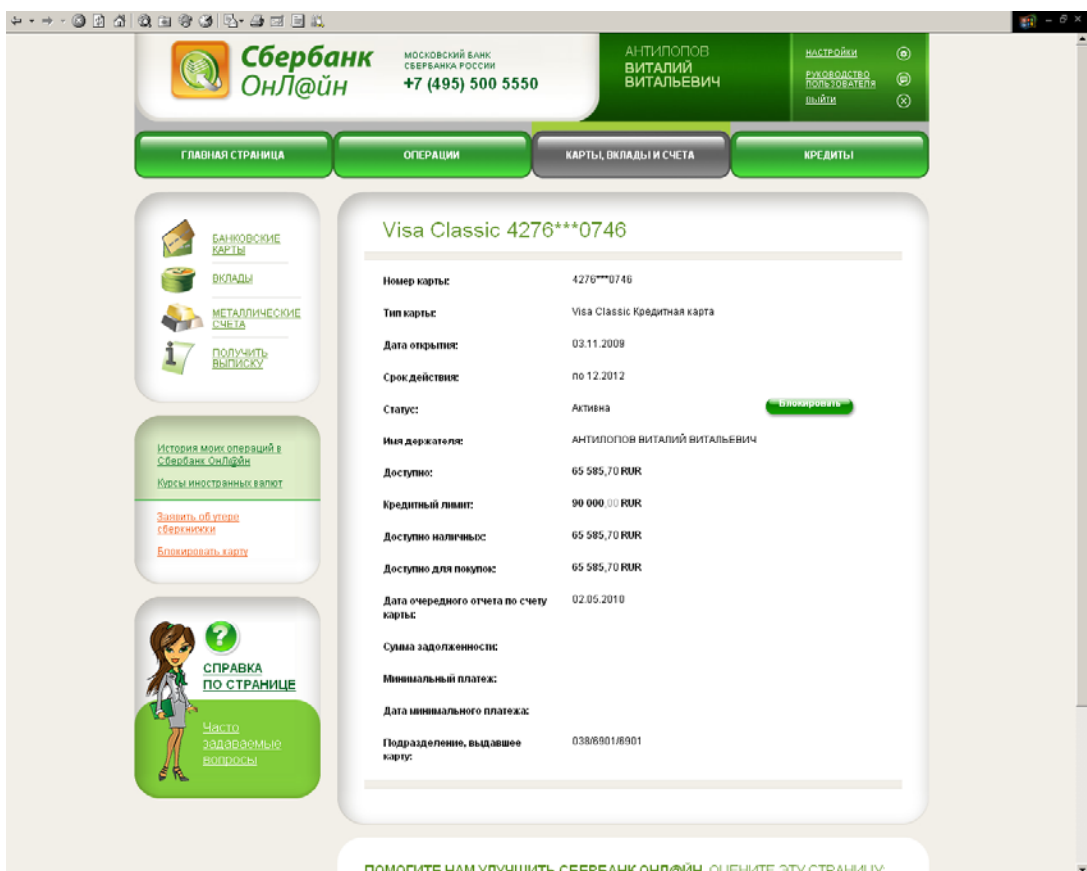 Сбербанк
ОнЛ@йн
МОСКОВСКИЙ БАНК
СБЕРБАНКА РОССИИ
+7 (495) 500 5550
АНТИЛОПОВ
ВИТАЛИЙ
ВИТАЛЬЕВИЧ
НАСТРОЙКИ
РУКОВОДСТВО
ПОЛЬЗОВАТЕЛЯ
ВЫЙТИ
ГЛАВНАЯ СТРАНИЦА
ОПЕРАЦИИ
КАРТЫ, ВКЛАДЫ И СЧЕТА
КРЕДИТЫ
БАНКОВСКИЕ
КАРТЫ
ВКЛАДЫ
МЕТАЛЛИЧЕСКИЕ
СЧЕТА
ПОЛУЧИТЬ
ВЫПИСКУ
История моих операций в
Сбербанк ОнЛ@йн
Курсы иностранных валют
Заявить об утере
сберкнижки
Блокировать карту
СПРАВКА
ПО СТРАНИЦЕ
Часто
задаваемые
вопросы
Visa Classic 4276***0746
Номер карты: 4276***0746
Тип карты: Visa Classic Кредитная карта
Дата открытия: 03.11.2009
Срок действия: по 12.2012
Статус: Активна Блокировать
Имя держателя: АНТИЛОПОВ ВИТАЛИЙ ВИТАЛЬЕВИЧ
Доступно: 65 585,70 RUR
Кредитный лимит: 90 000,00 RUR
Доступно наличных: 65 585,70 RUR
Доступно для покупок: 65 585,70 RUR
Дата очередного отчета по счету 02.05.2010
карты:
Сумма задолженности:
Минимальный платеж:
Дата минимального платежа:
Подразделение, выдавшее 038/6901/6901
карту:
ПОМОГИТЕ НАМ УЛУЧШИТЬ СБЕРБАНК ОНЛ@ЙН. ОЦЕНИТЕ ЭТУ СТРАНИЦУ: